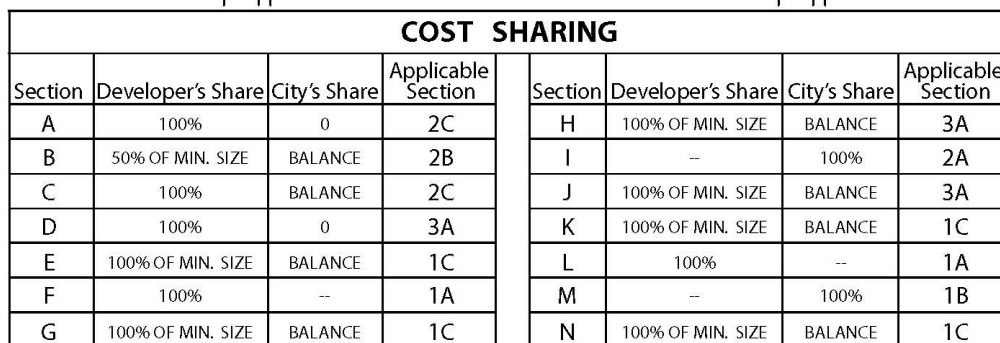 COST SHARING
Section Developer's Share City's Share Applicable Section Section Developer's Share City's Share Applicable Section
A 100% 0 2C H 100% OF MIN. SIZE BALANCE 3A
B 50% OF MIN. SIZE BALANCE 2B I -- 100% 2A
C 100% BALANCE 2C J 100% OF MIN. SIZE BALANCE 3A
D 100% 0 3A K 100% OF MIN. SIZE BALANCE 1C
E 100% OF MIN. SIZE BALANCE 1C L 100% -- 1A
F 100% -- 1A M -- 100% 1B
G 100% OF MIN. SIZE BALANCE 1C N 100% OF MIN. SIZE BALANCE 1C